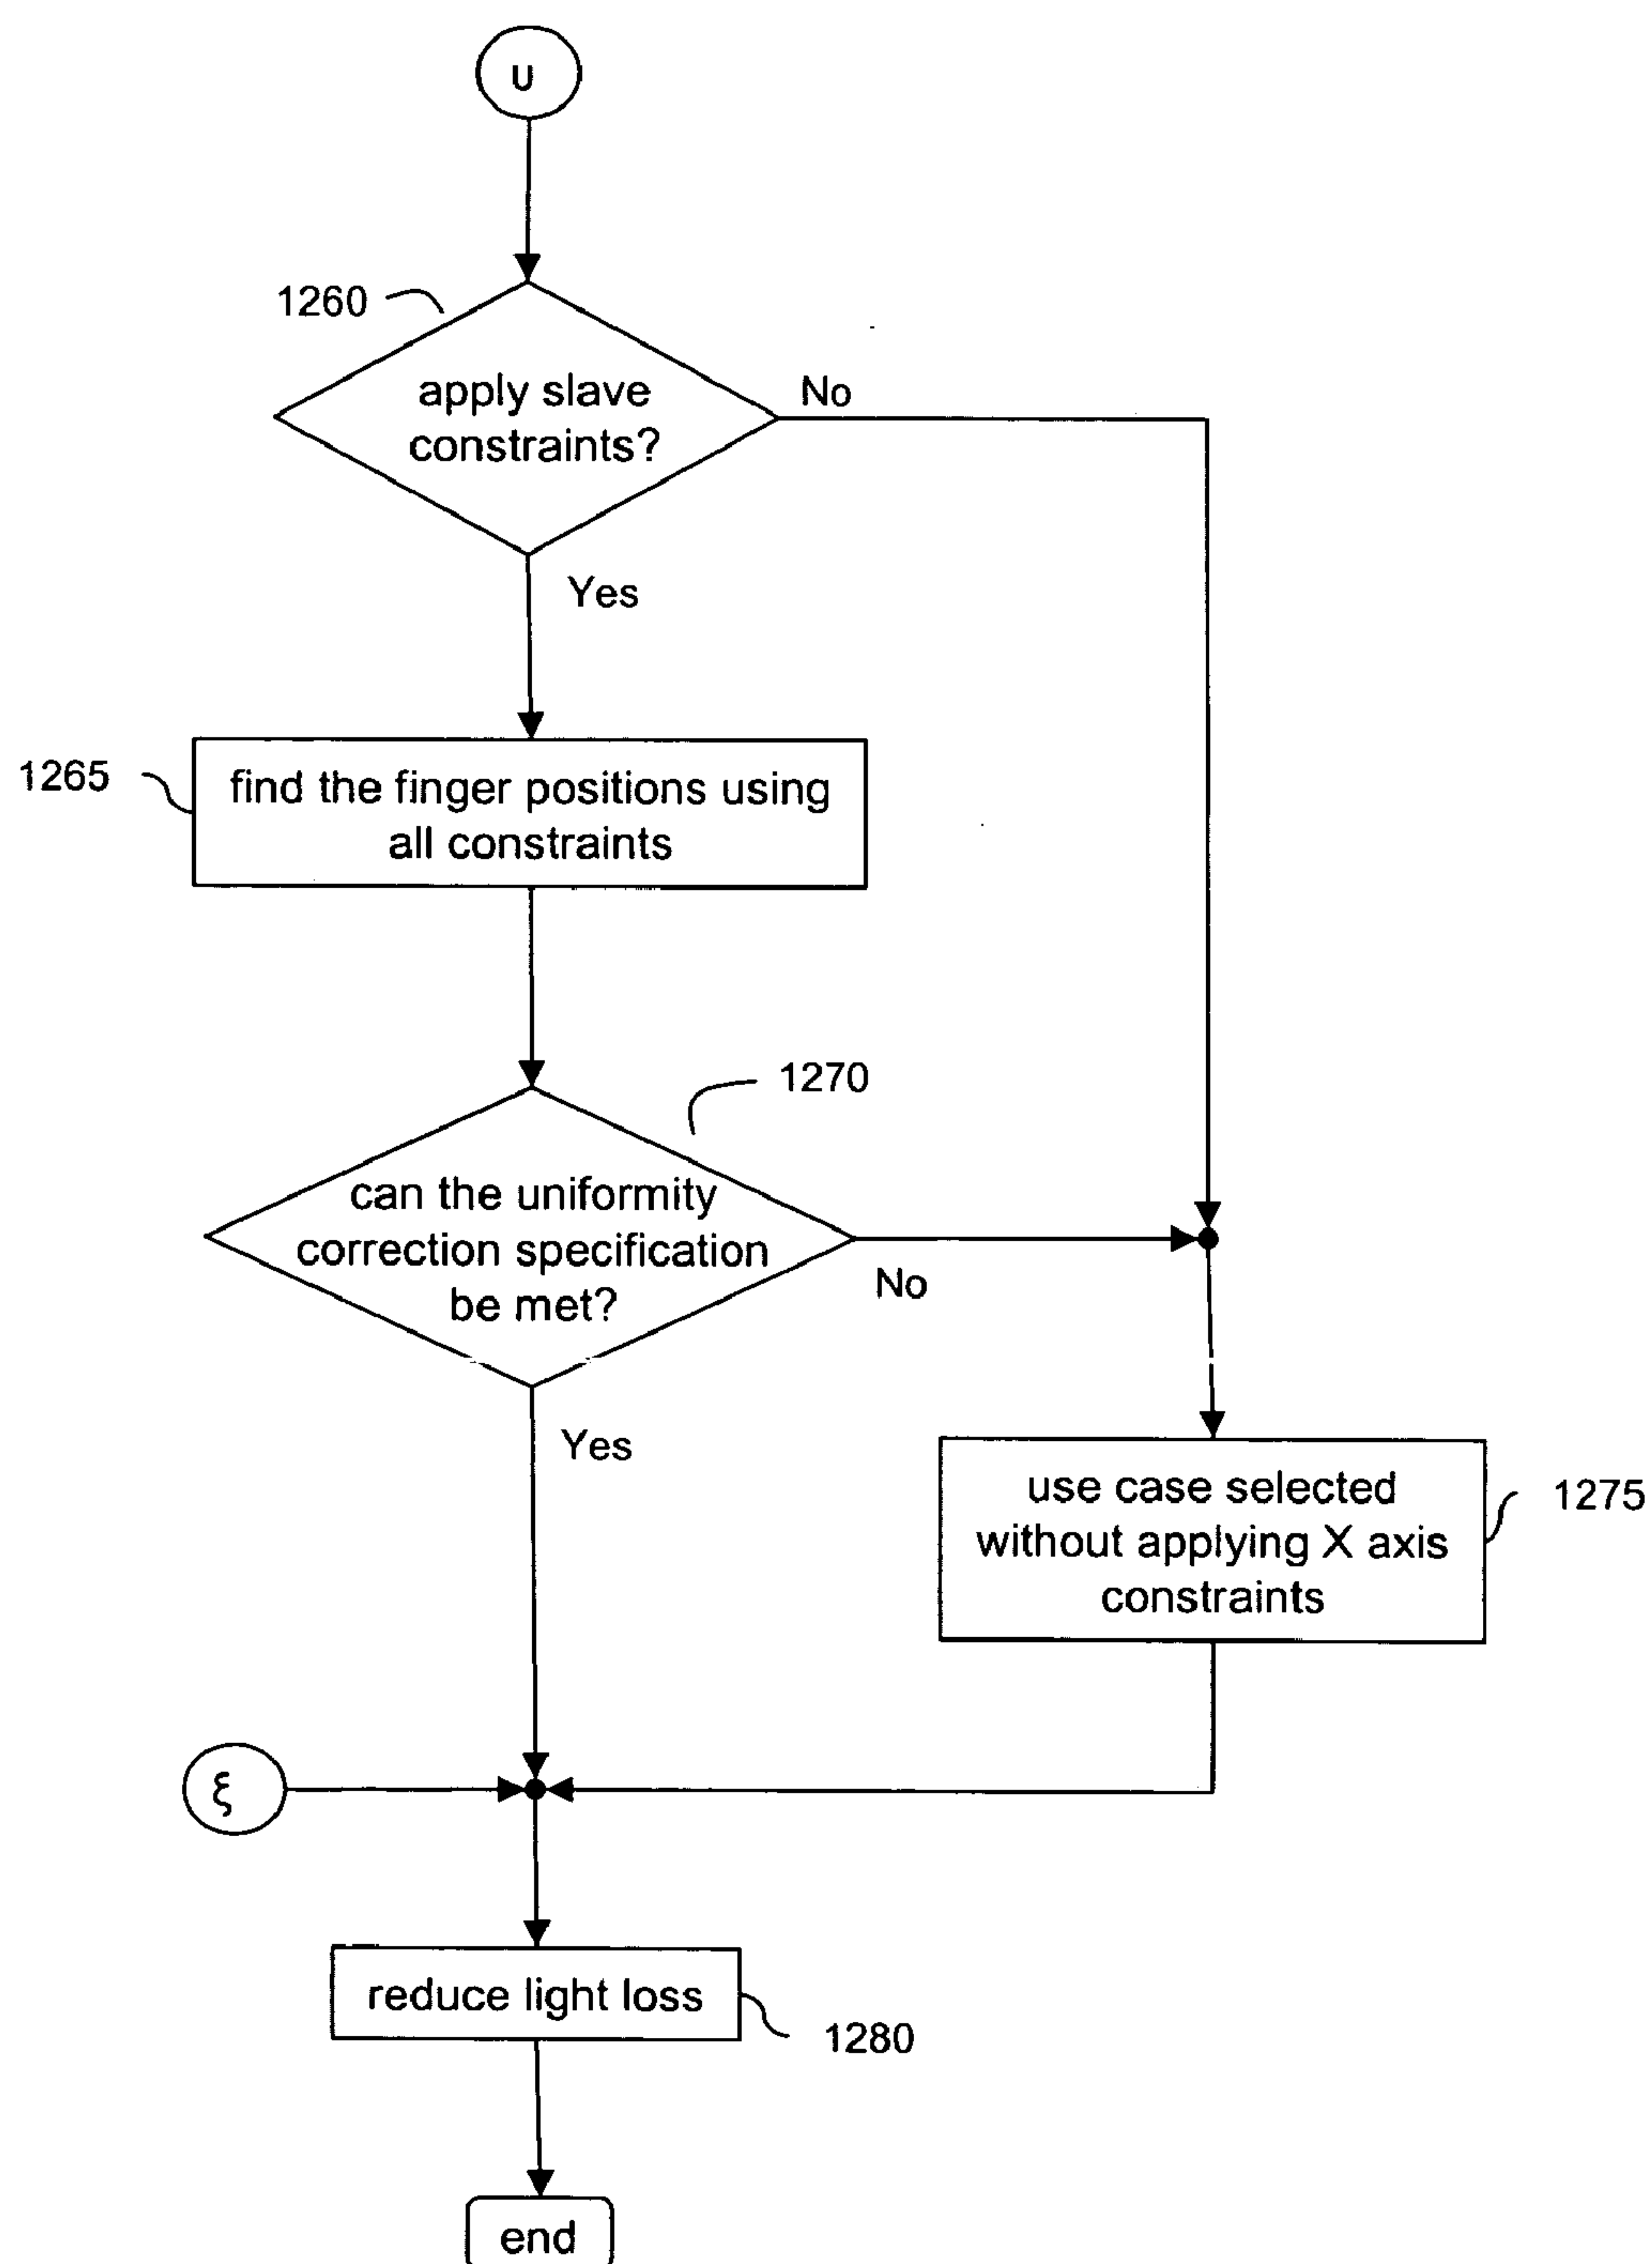 U
1260
apply slave
constraints?
No
Yes
1265
find the finger positions using
all constraints
1270
can the uniformity
correction specification
be met?
No
Yes
use case selected
without applying X axis
constraints
1275
ξ
reduce light loss
1280
end